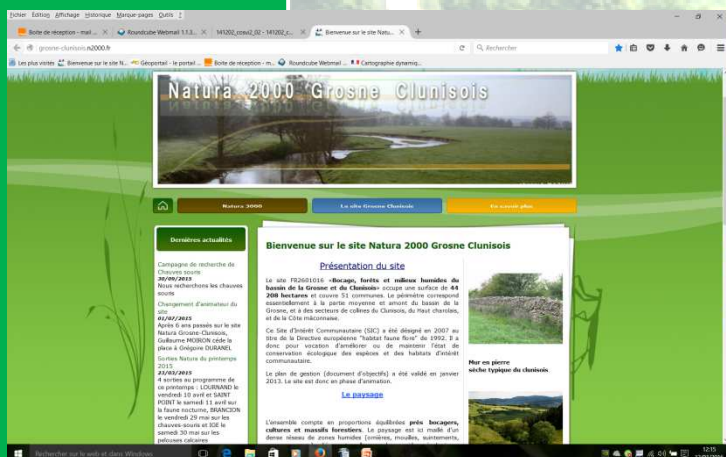 Fichier Édition Affichage Historique Marque-pages Outils ?
Boite de réception - mail ...
Roundcube Webmail 1.1.3...
141202_cosui2_02 - 141202_c...
Bienvenue sur le site Natu...
grosne-clunisois.n2000.fr
Rechercher
Les plus visités
Bienvenue sur le site N...
Géoportail - le portail ...
Boite de réception - m...
Roundcube Webmail ...
Cartographie dynamiq...
Natura 2000 Grosne Clunisois
Natura 2000
Le site Grosne Clunisois
En savoir plus
Dernières actualités
Campagne de recherche de
Chauves souris
30/09/2015
Nous recherchons les chauves
souris
Changement d'animateur du
site
01/07/2015
Après 6 ans passés sur le site
Natura Grosne-Clunisois,
Guillaume MOIRON cède la
place à Grégoire DURANEL
Sorties Natura du printemps
2015
23/03/2015
4 sorties au programme de
ce printemps : LOURNAND le
vendredi 10 avril et SAINT
POINT le samedi 11 avril sur
la faune nocturne, BRANCION
le vendredi 29 mai sur les
chauves-souris et IGE le
samedi 30 mai sur les
pelouses calcaires
Bienvenue sur le site Natura 2000 Grosne Clunisois
Présentation du site
Le site FR2601016 «Bocage, forêts et milieux humides du
bassin de la Grosne et du Clunisois» occupe une surface de 44
208 hectares et couvre 51 communes. Le périmètre correspond
essentiellement à la partie moyenne et amont du bassin de la
Grosne, et à des secteurs de collines du Clunisois, du Haut charolais,
et de la Côte mâconnaise.
Ce Site d'Intérêt Communautaire (SIC) a été désigné en 2007 au
titre de la Directive européenne "habitat faune flore" de 1992. Il a
donc pour vocation d'améliorer ou de maintenir l'état de
conservation écologique des espèces et des habitats d'intérêt
communautaire.
Le plan de gestion (document d'objectifs) a été validé en janvier
2013. Le site est donc en phase d'animation.
Le paysage
L'ensemble compte en proportions équilibrées prés bocagers,
cultures et massifs forestiers. Le paysage est ici maillé d'un
dense réseau de zones humides (ornières, mouilles, suintements,
Mur en pierre
sèche typique du clunisois
Rechercher sur le web et dans Windows
12:15